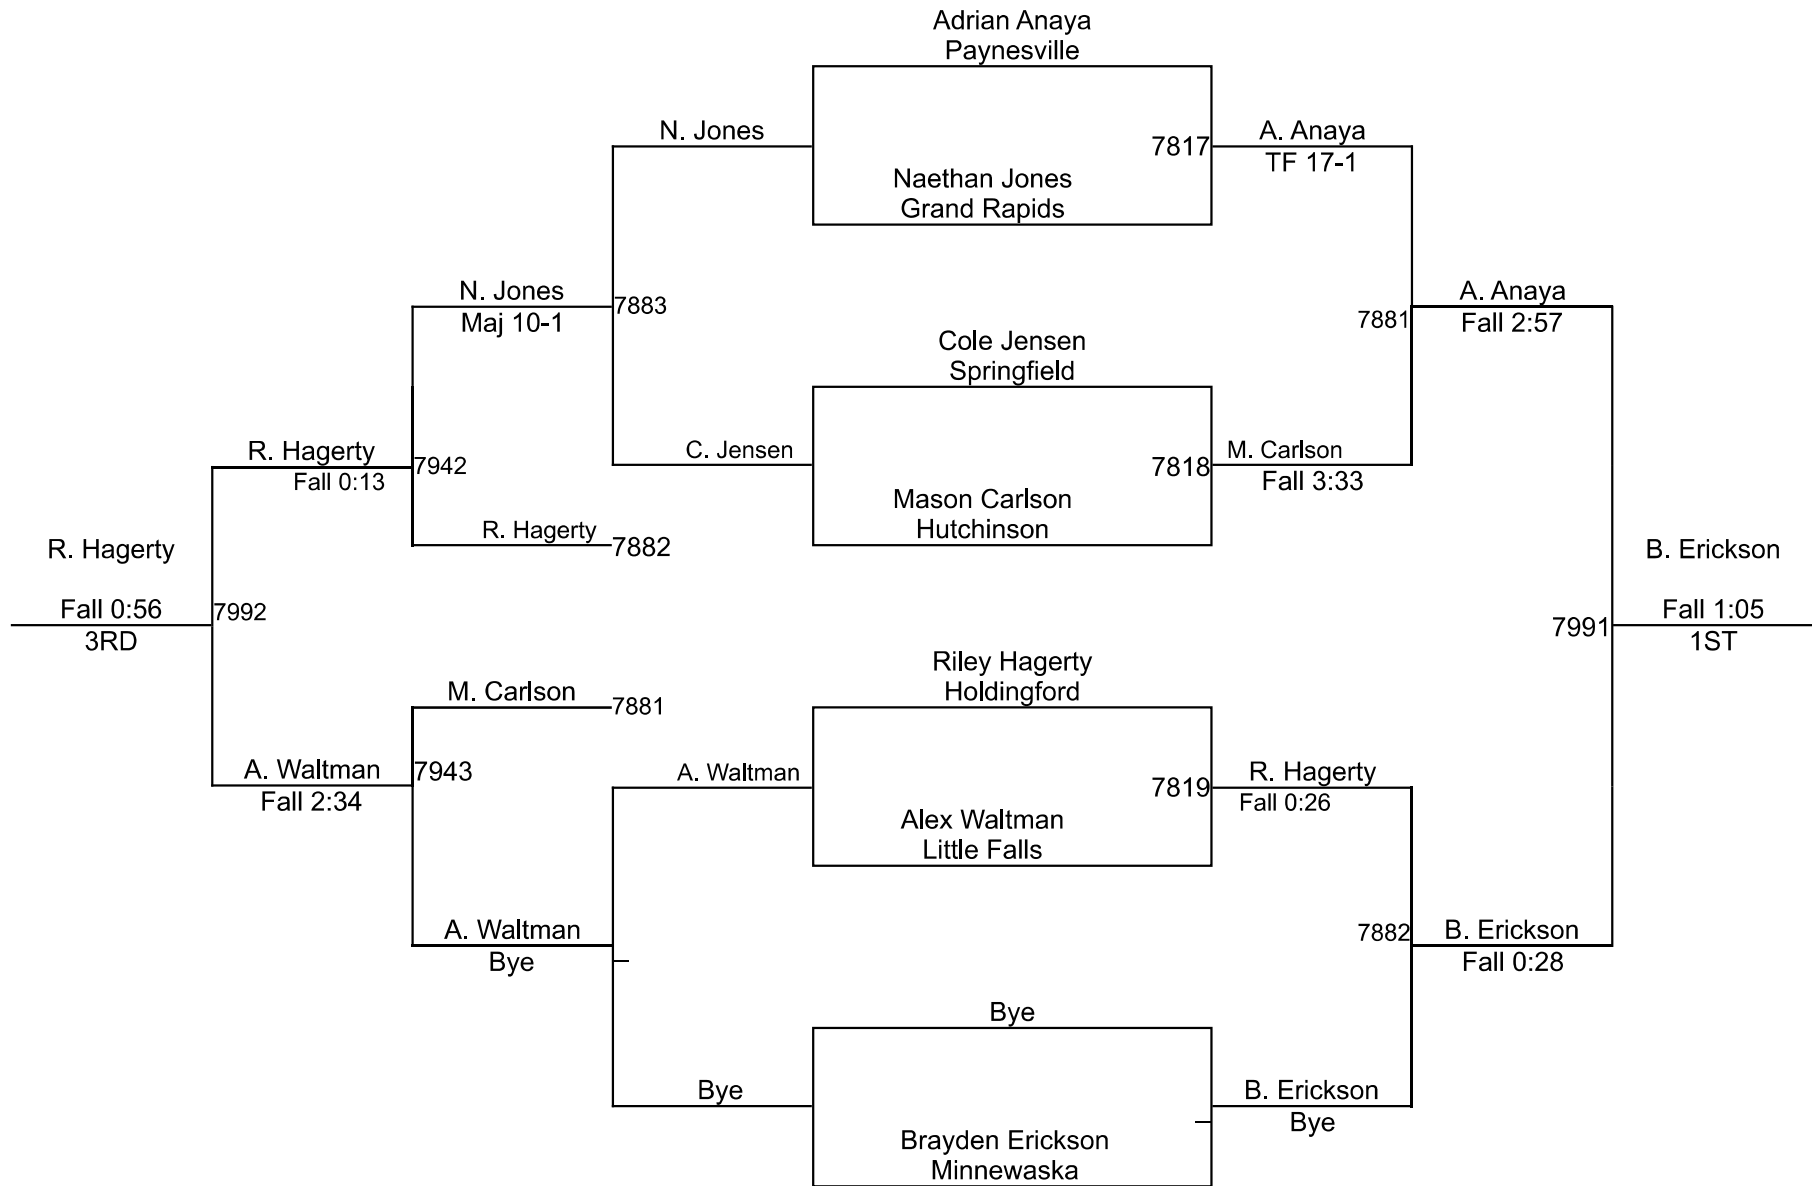 Adrian Anaya
Paynesville
N. Jones
7817
A. Anaya
TF 17-1
Naethan Jones
Grand Rapids
N. Jones
Maj 10-1
7883
7881
A. Anaya
Fall 2:57
Cole Jensen
Springfield
R. Hagerty
Fall 0:13
7942
C. Jensen
7818
M. Carlson
Fall 3:33
Mason Carlson
Hutchinson
R. Hagerty
7882
R. Hagerty
Fall 0:56
3RD
7992
B. Erickson
7991
Fall 1:05
1ST
M. Carlson
7881
Riley Hagerty
Holdingford
A. Waltman
Fall 2:34
7943
A. Waltman
7819
R. Hagerty
Fall 0:26
Alex Waltman
Little Falls
A. Waltman
Bye
7882
B. Erickson
Fall 0:28
Bye
Bye
B. Erickson
Bye
Brayden Erickson
Minnewaska